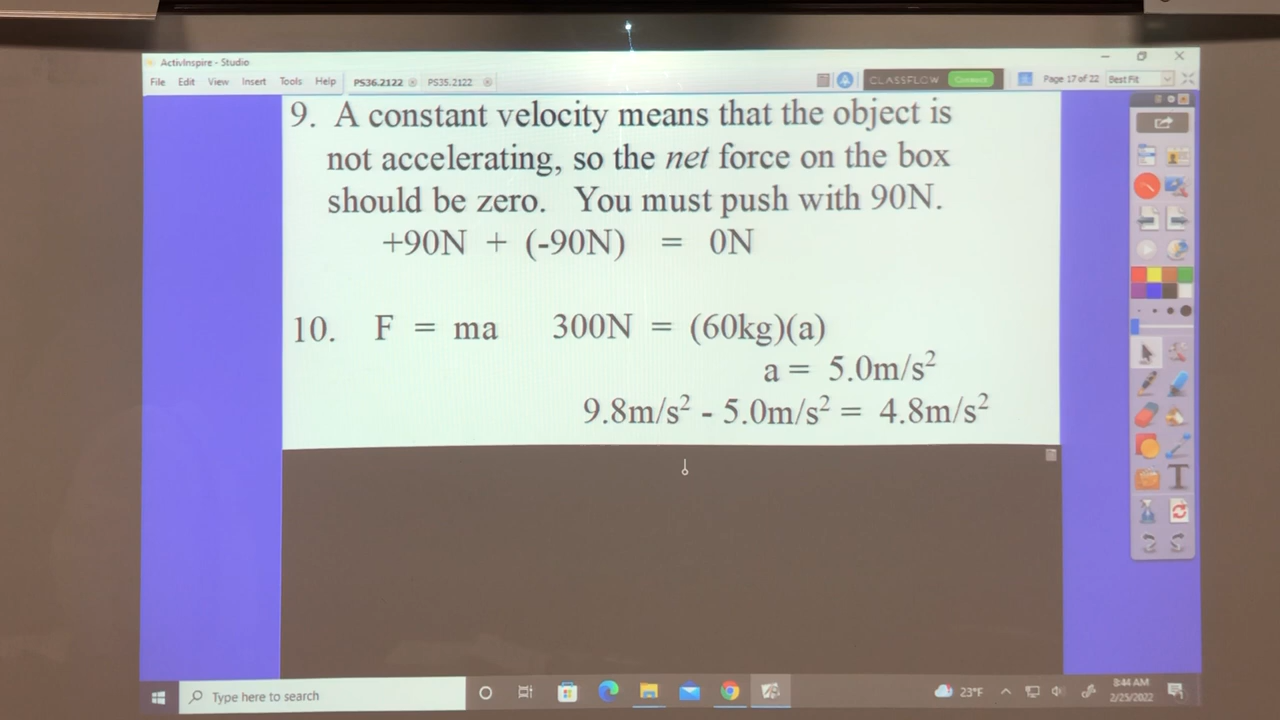 ActivInspire - Studio
File Edit View Insert Tools Help PS36.2122 PS35.2122 CLASSFLOW Connect Page 17 of 22 Best Fit
9. A constant velocity means that the object is
not accelerating, so the net force on the box
should be zero. You must push with 90N.
+90N + (-90N) = 0N
10. F = ma 300N = (60kg)(a)
a = 5.0m/s²
9.8m/s² - 5.0m/s² = 4.8m/s²
T
Type here to search
23°F
8:44 AM
2/25/2022